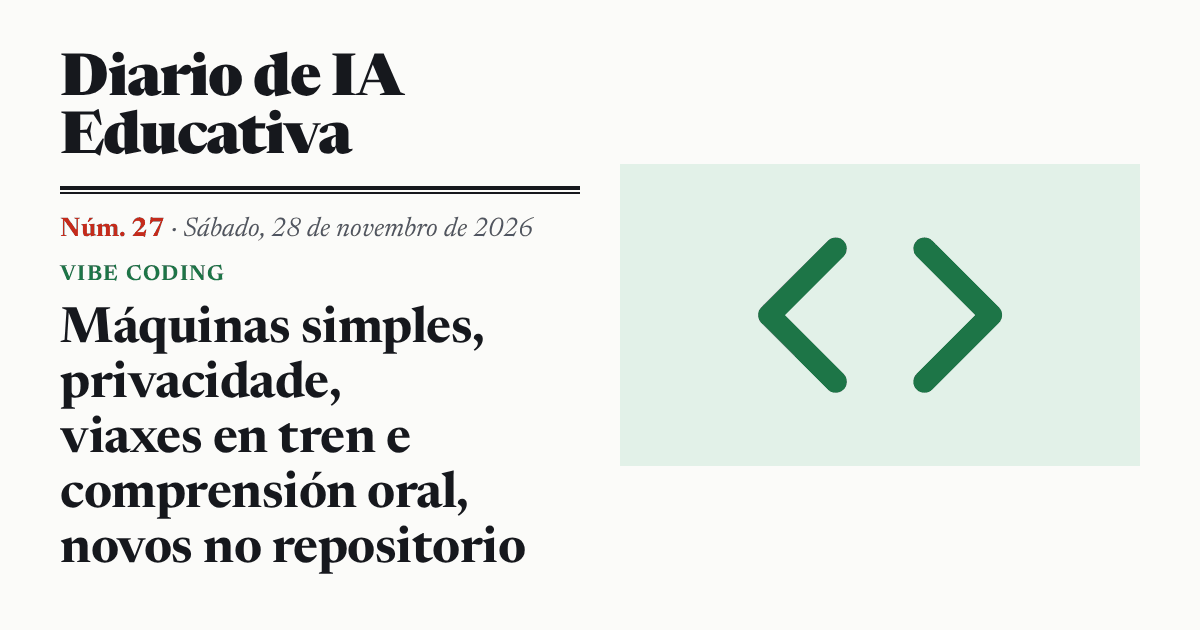 Diario de IA
Educativa
Núm. 27 · Sábado, 28 de novembro de 2026
VIBE CODING
Máquinas simples,
privacidade,
viaxes en tren e
comprensión oral,
novos no repositorio